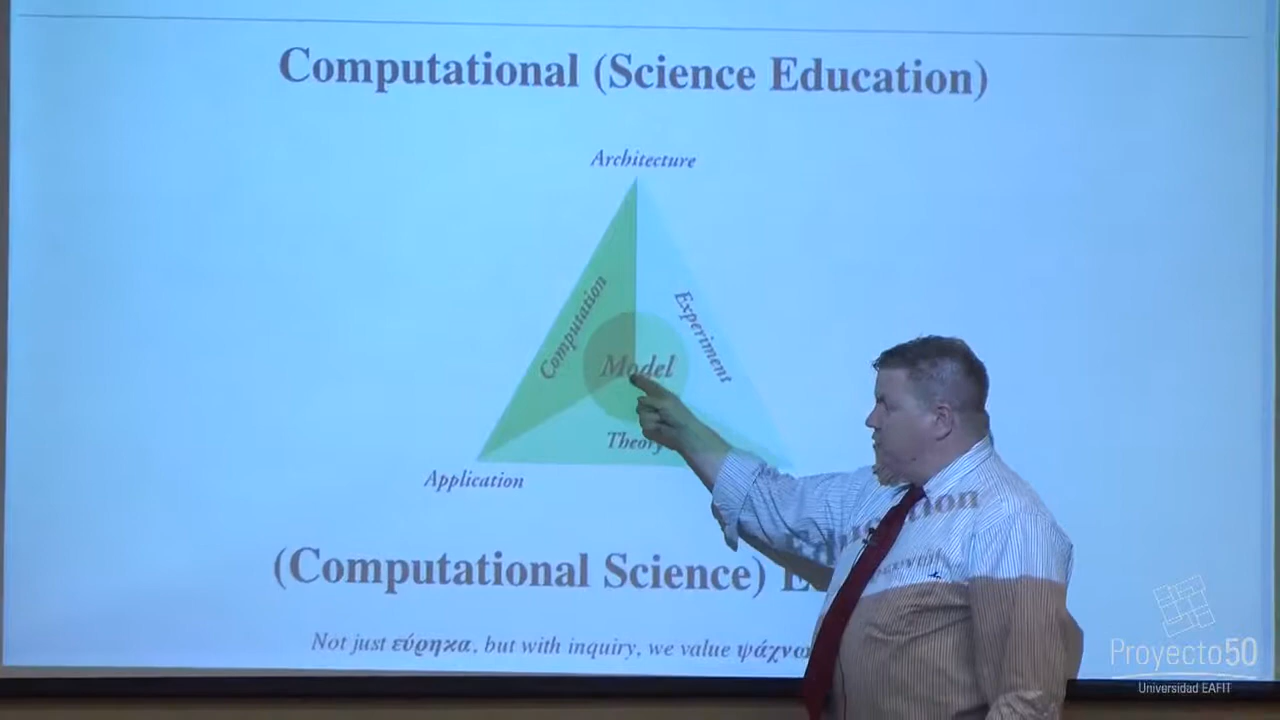 Computational (Science Education)
Architecture
Computation
Experiment
Model
Theory
Application
(Computational Science)
Not just εύρηκα, but with inquiry, we value
Proyecto50
Universidad EAFIT